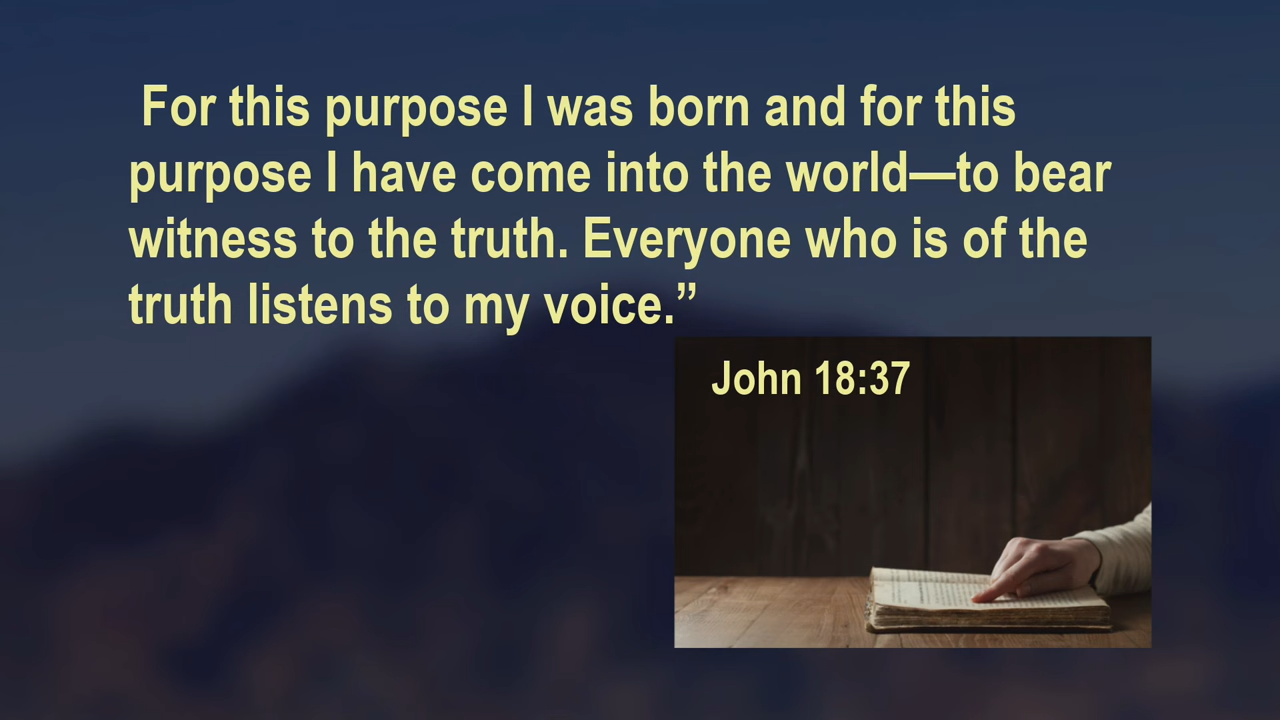 For this purpose I was born and for this
purpose I have come into the world—to bear
witness to the truth. Everyone who is of the
truth listens to my voice.”
John 18:37